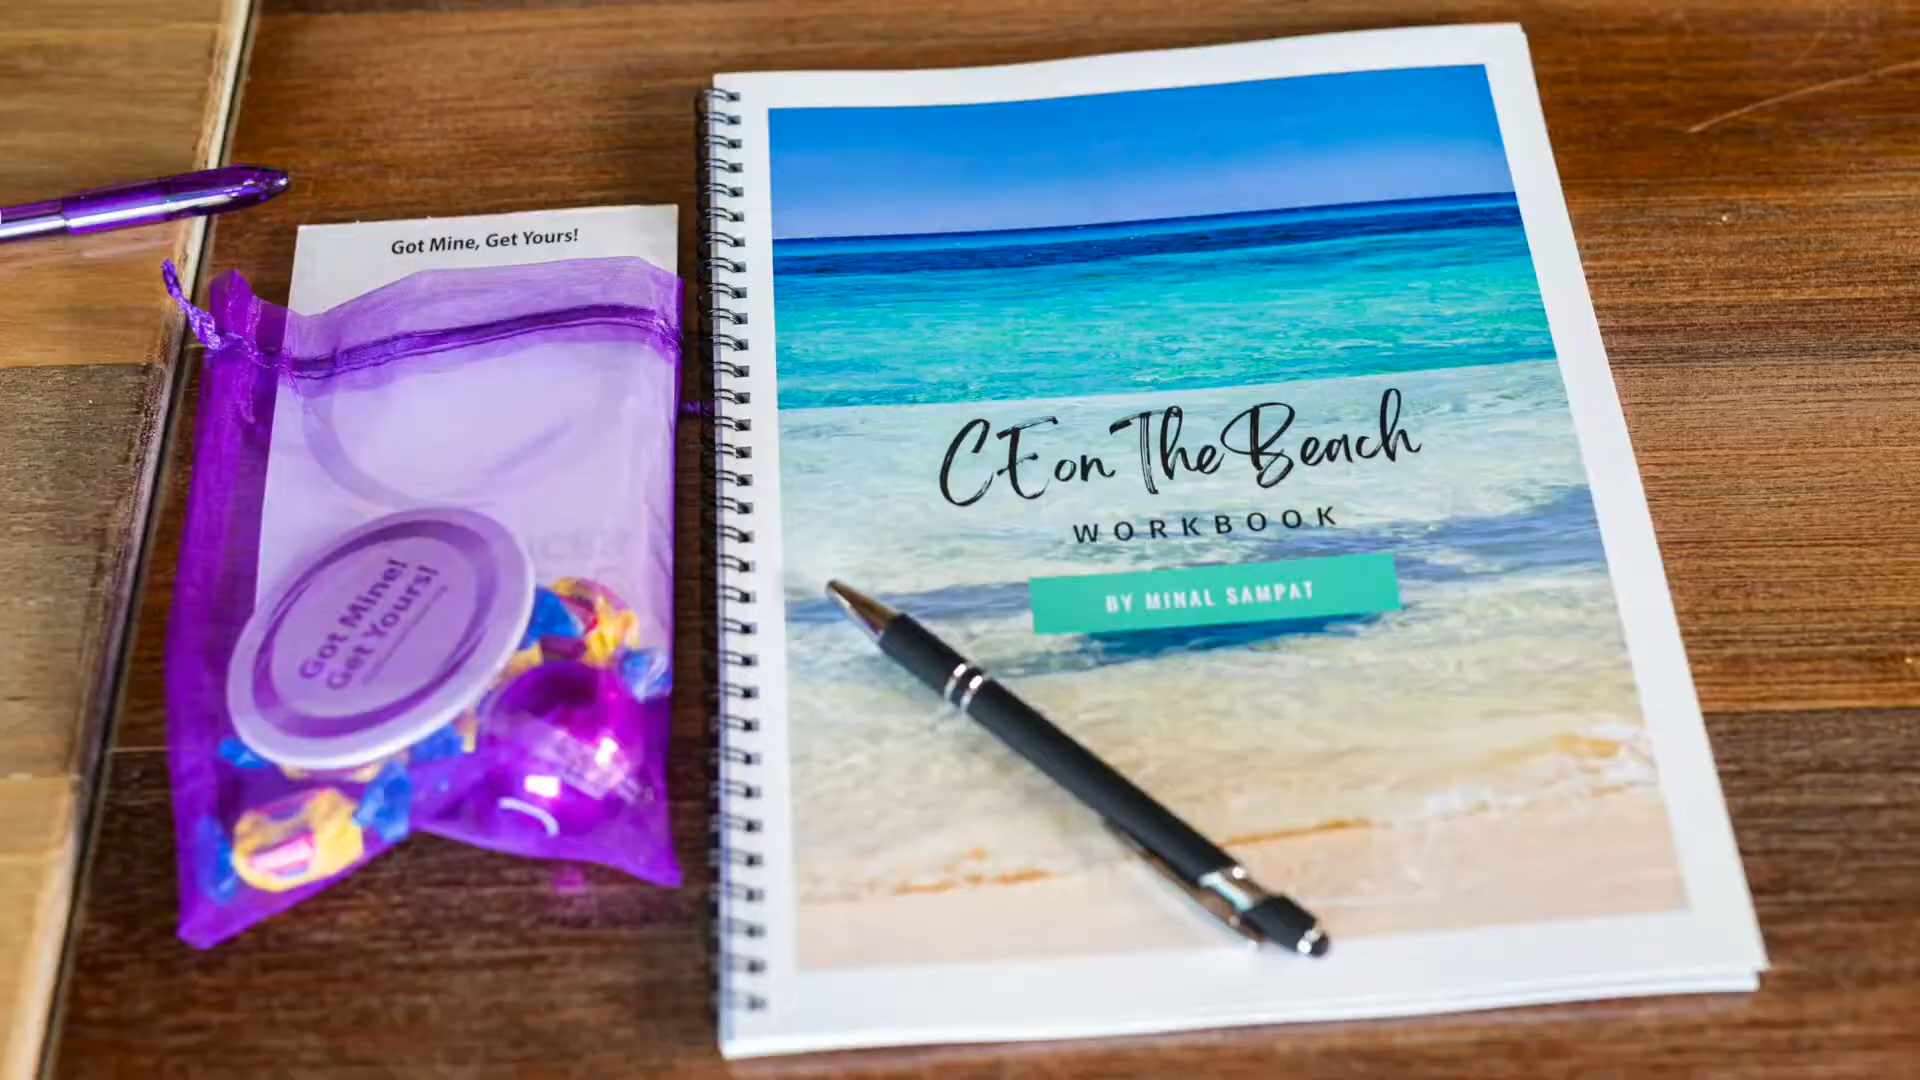 Got Mine, Get Yours!
Got Mine!
Get Yours!
CE on The Beach
WORKBOOK
BY MINAL SAMPAT